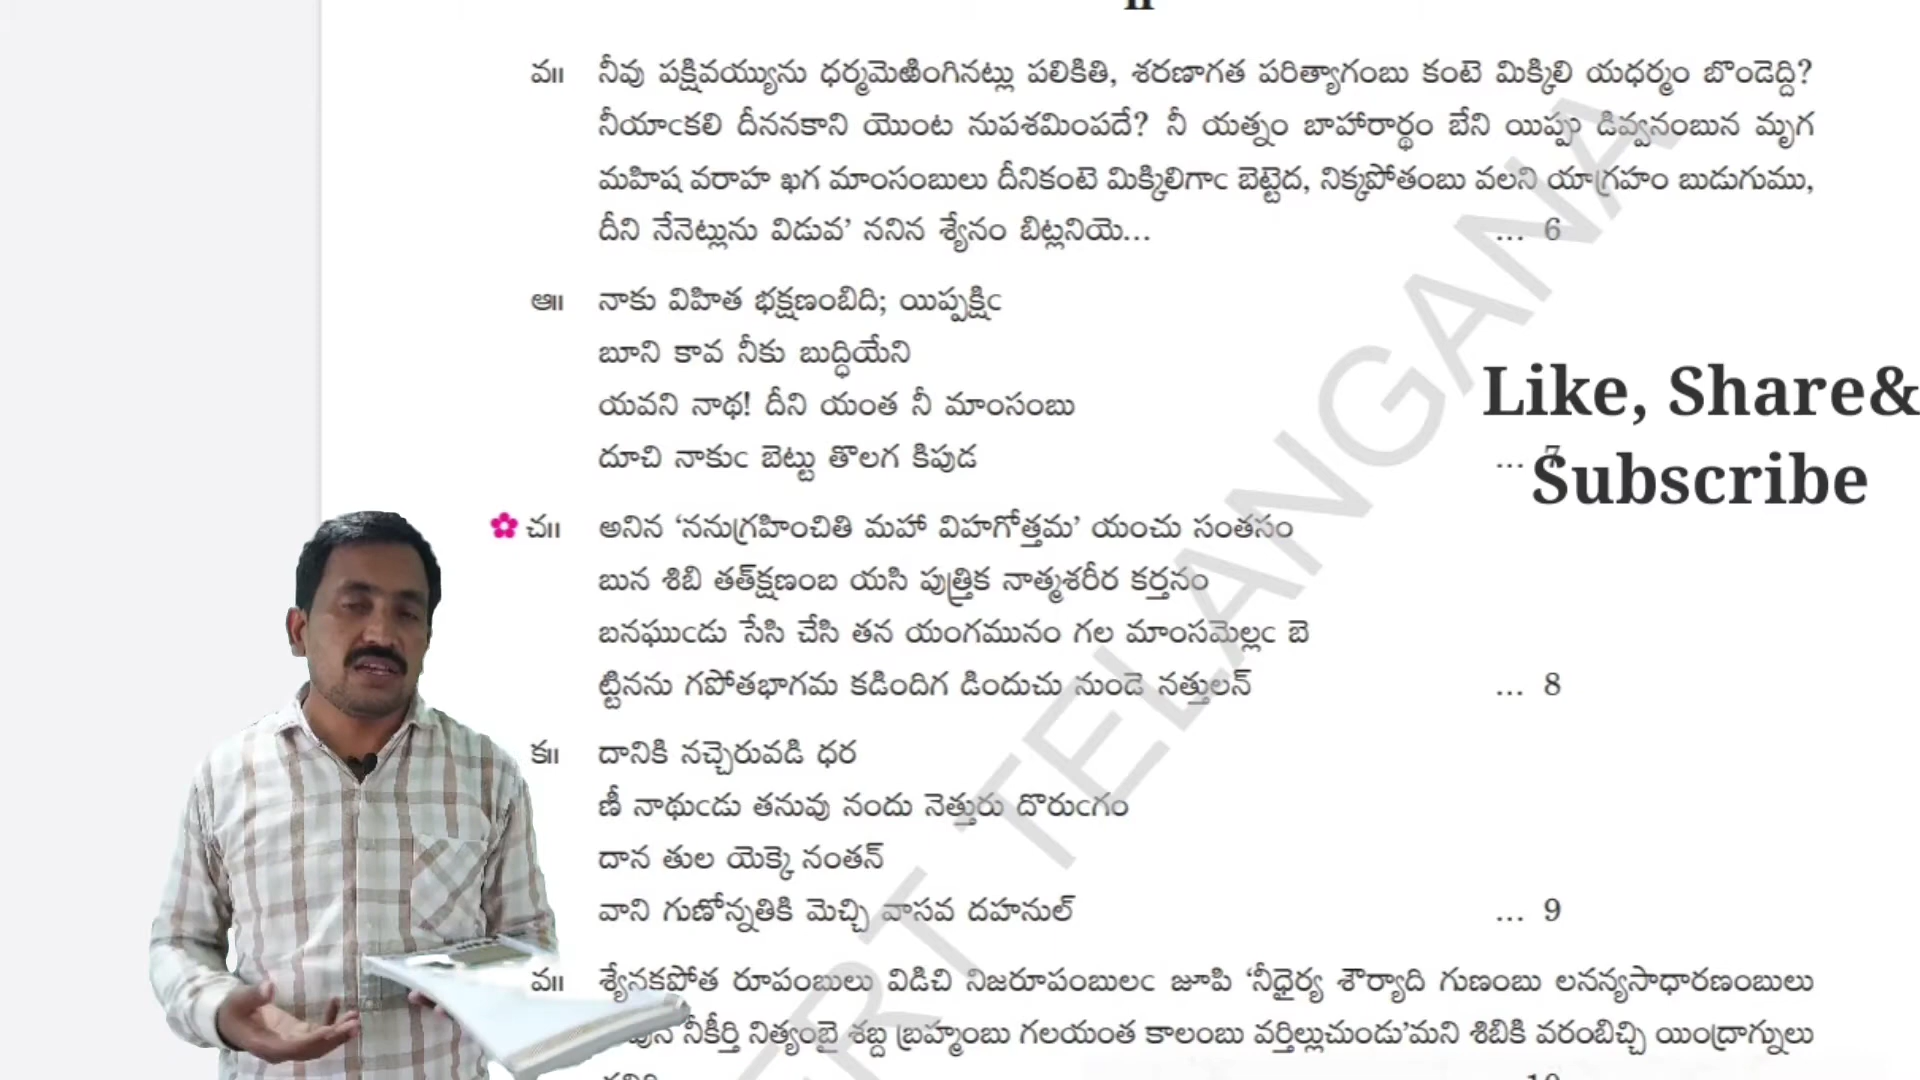 వ॥ నీవు పక్షివయ్యును ధర్మమెఱింగినట్లు పలికితి, శరణాగత పరిత్యాగంబు కంటె మిక్కిలి యధర్మం బొండెద్ది?
నీయాఁకలి దీననకాని యొంట నుపశమింపదే? నీ యత్నం బాహారార్థం బేని యిప్పు డివ్వనంబున మృగ
మహిష వరాహ ఖగ మాంసంబులు దీనికంటె మిక్కిలిగాఁ బెట్టెద, నిక్కపోతంబు వలని యాగ్రహం బుడుగుము,
దీని నేనెట్లును విడువ’ ననిన శ్యేనం బిట్లనియె... ... 6
ఆ॥ నాకు విహిత భక్షణంబిది; యిప్పక్షిఁ
బూని కావ నీకు బుద్ధియేని
యవని నాథ! దీని యంత నీ మాంసంబు
దూచి నాకుఁ బెట్టు తొలగ కిపుడ ...
Like, Share&
Subscribe
చ॥ అనిన ‘ననుగ్రహించితి మహా విహగోత్తమ’ యంచు సంతసం
బున శిబి తత్‌క్షణంబ యసి పుత్త్రిక నాత్మశరీర కర్తనం
బనఘుఁడు సేసి చేసి తన యంగమునం గల మాంసమెల్లఁ బె
ట్టినను గపోతభాగమ కడిందిగ డిందుచు నుండె నత్తులన్ ... 8
క॥ దానికి నచ్చెరువడి ధర
ణీ నాథుఁడు తనువు నందు నెత్తురు దొరుఁగం
దాన తుల యెక్కె నంతన్
వాని గుణోన్నతికి మెచ్చి వాసవ దహనుల్ ... 9
వ॥ శ్యేనకపోత రూపంబులు విడిచి నిజరూపంబులఁ జూపి ‘నీధైర్య శౌర్యాది గుణంబు లనన్యసాధారణంబులు
నీకీర్తి నిత్యంబై శబ్ద బ్రహ్మంబు గలయంత కాలంబు వర్తిల్లుచుండు’మని శిబికి వరంబిచ్చి యింద్రాగ్నులు
ERT TELANGANA